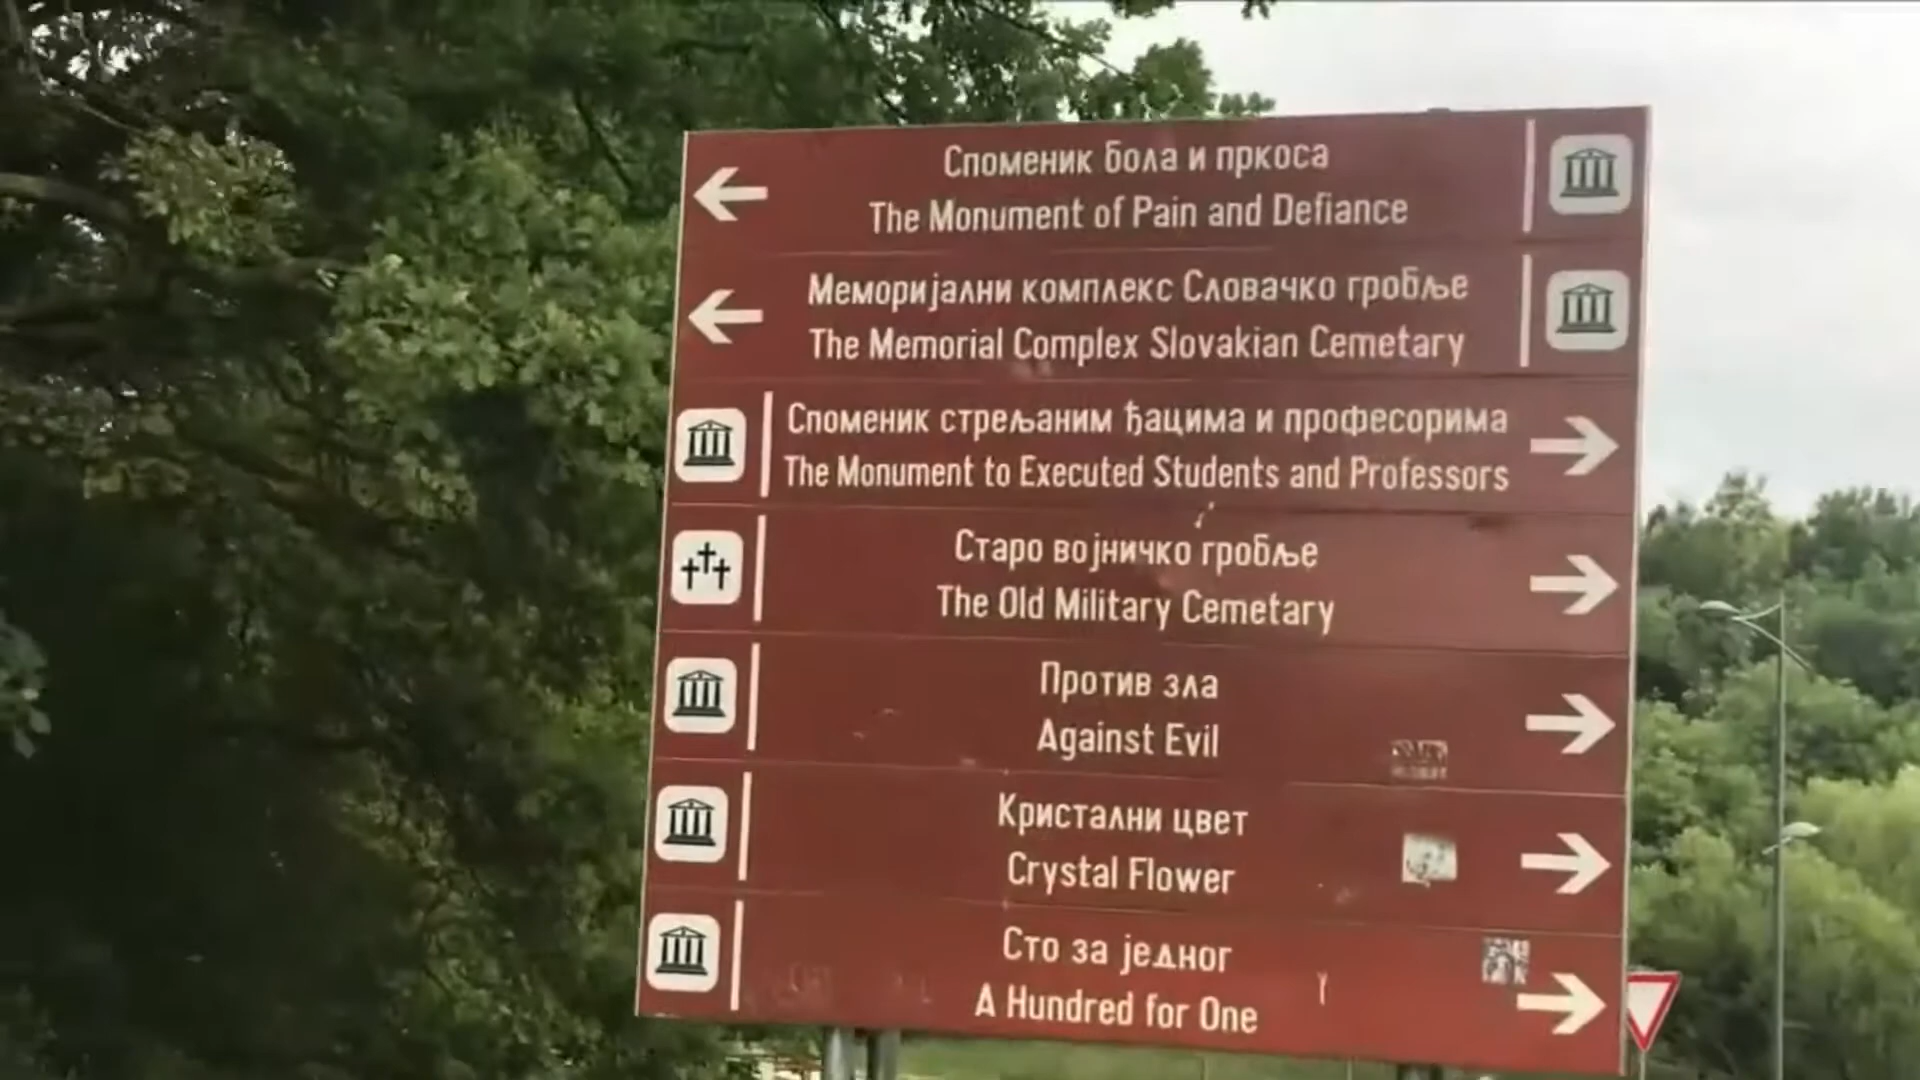 Споменик бола и пркоса
The Monument of Pain and Defiance
Меморијални комплекс Словачко гробље
The Memorial Complex Slovakian Cemetary
Споменик стрељаним ђацима и професорима
The Monument to Executed Students and Professors
Старо војничко гробље
The Old Military Cemetary
Против зла
Against Evil
Кристални цвет
Crystal Flower
Сто за једног
A Hundred for One